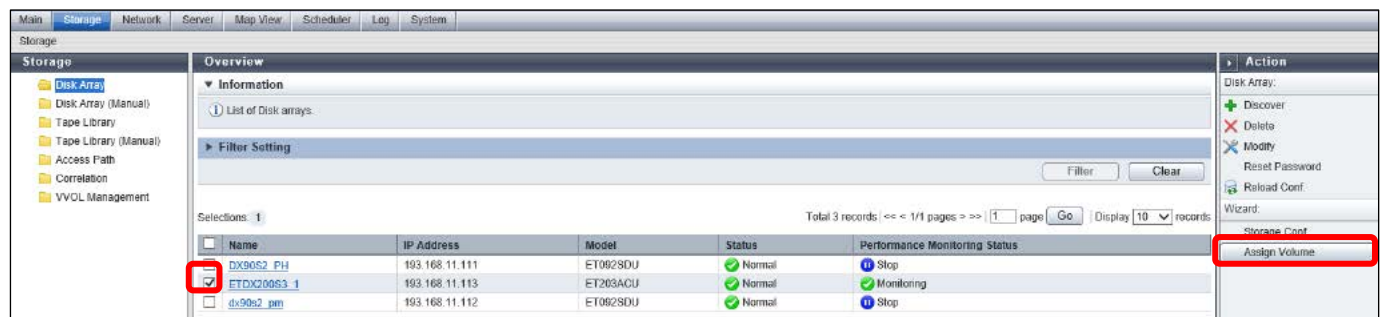 Main Storage Network Server Map View Scheduler Log System
Storage
Storage
Disk Array
Disk Array (Manual)
Tape Library
Tape Library (Manual)
Access Path
Correlation
VVOL Management
Overview
Information
List of Disk arrays.
Filter Setting
Filter Clear
Selections: 1 Total 3 records << < 1/1 pages > >> 1 page Go Display 10 records
Name IP Address Model Status Performance Monitoring Status
DX90S2_PH 193.168.11.111 ET092SDU Normal Stop
ETDX200S3_1 193.168.11.113 ET203ACU Normal Monitoring
dx90s2_pm 193.168.11.112 ET092SDU Normal Stop
Action
Disk Array:
Discover
Delete
Modify
Reset Password
Reload Conf.
Wizard:
Storage Conf.
Assign Volume